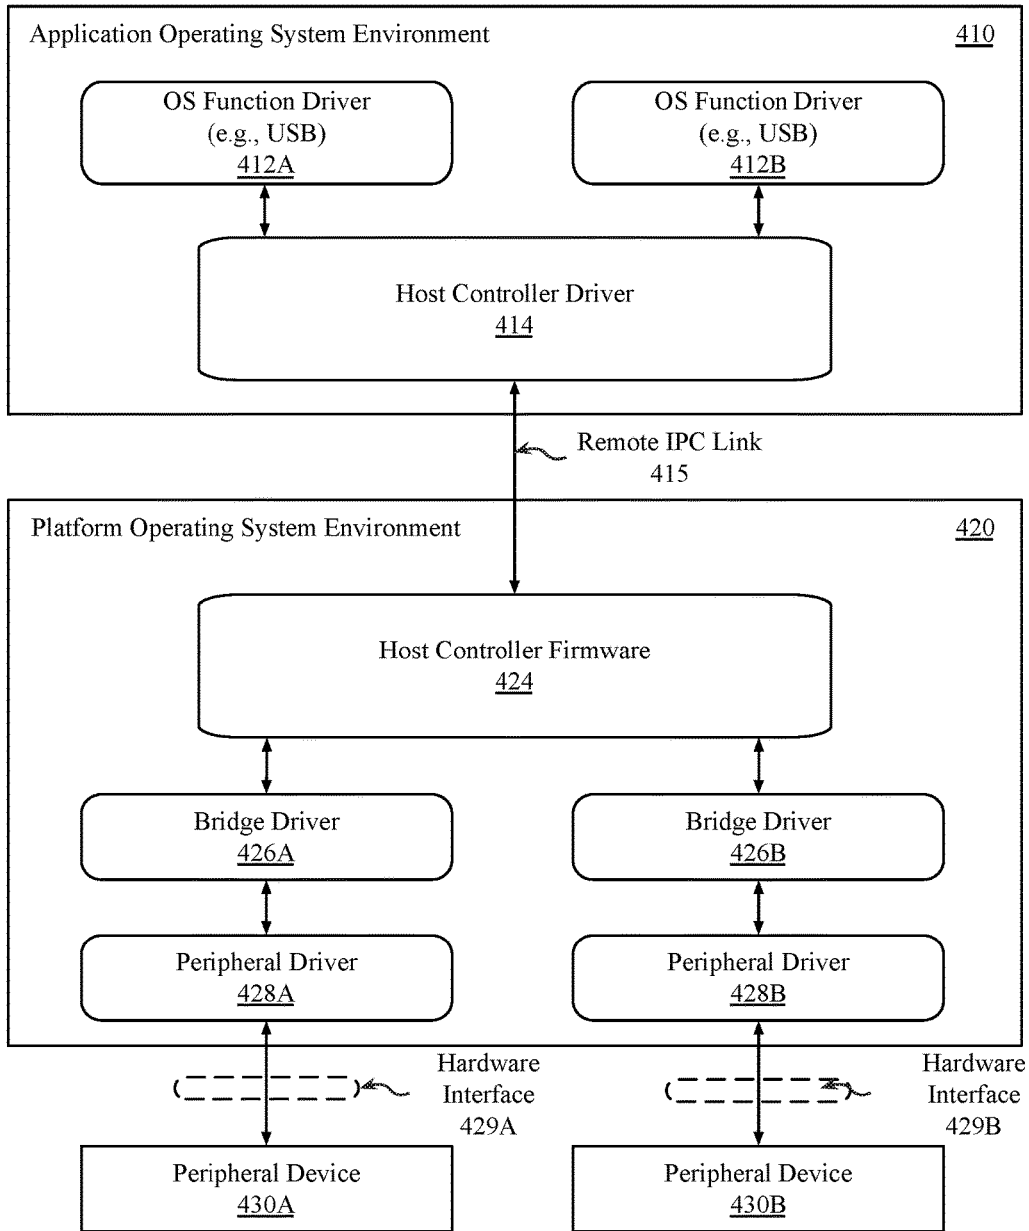 Application Operating System Environment 410
OS Function Driver
(e.g., USB)
412A
OS Function Driver
(e.g., USB)
412B
Host Controller Driver
414
Remote IPC Link
415
Platform Operating System Environment 420
Host Controller Firmware
424
Bridge Driver
426A
Bridge Driver
426B
Peripheral Driver
428A
Peripheral Driver
428B
Hardware
Interface
429A
Hardware
Interface
429B
Peripheral Device
430A
Peripheral Device
430B